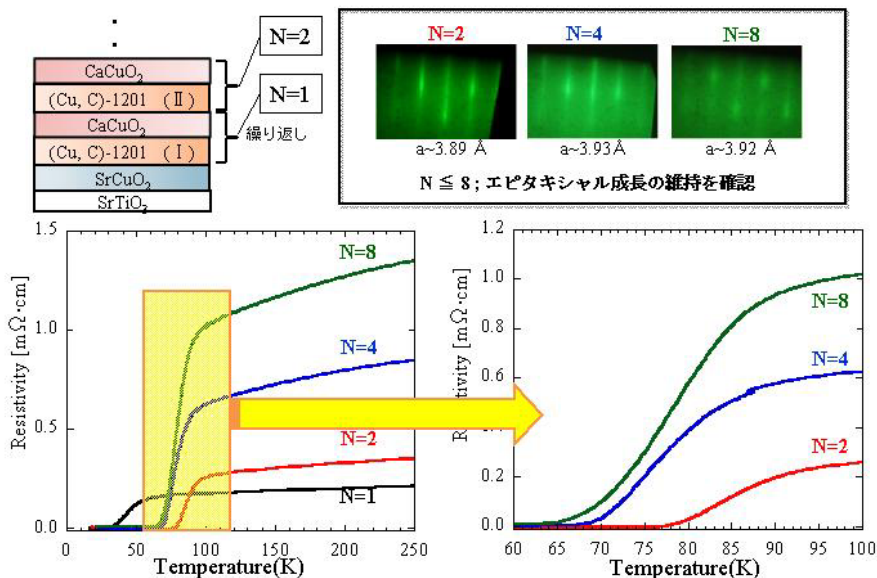 N=2
N=1
繰り返し
CaCuO₂
(Cu, C)-1201 (Ⅱ)
CaCuO₂
(Cu, C)-1201 (Ⅰ)
SrCuO₂
SrTiO₂
N=2 N=4 N=8
a~3.89 Å a~3.93Å a~3.92 Å
N ≦ 8 ; エピタキシャル成長の維持を確認
Resistivity [mΩ·cm]
1.5
1.0
0.5
0.0
N=8
N=4
N=2
N=1
0 50 100 150 200 250
Temperature(K)
Resistivity [mΩ·cm]
1.2
1.0
0.8
0.6
0.4
0.2
0.0
N=8
N=4
N=2
60 65 70 75 80 85 90 95 100
Temperature(K)